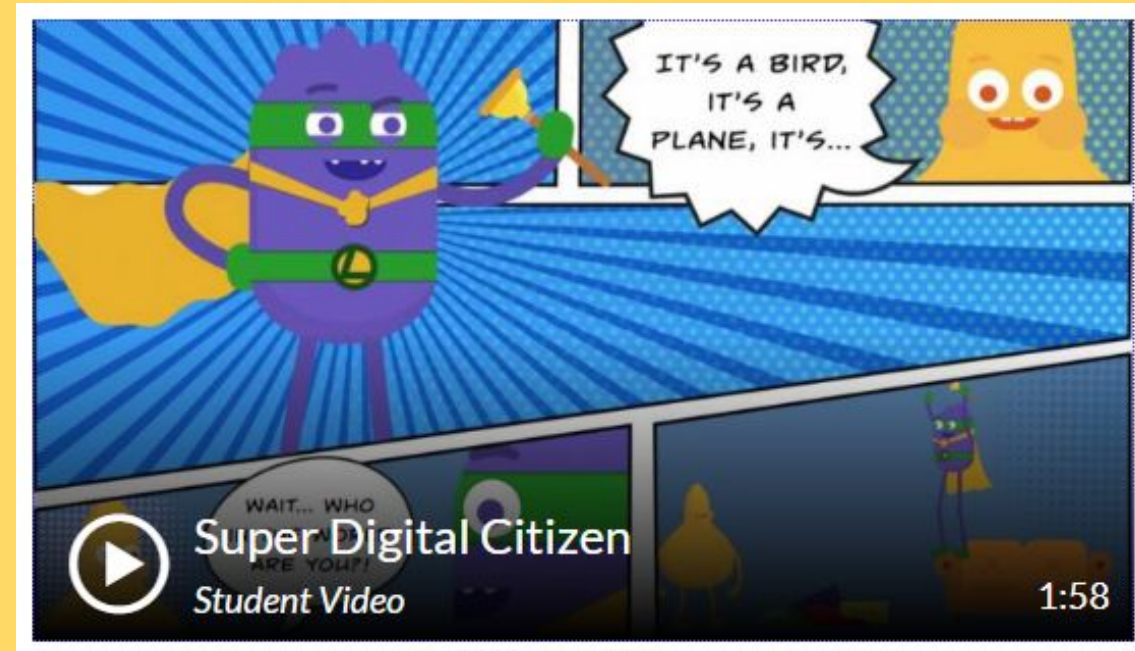 IT'S A BIRD,
IT'S A
PLANE, IT'S...
L
WAIT... WHO
ARE YOU?!
Super Digital Citizen
Student Video
1:58